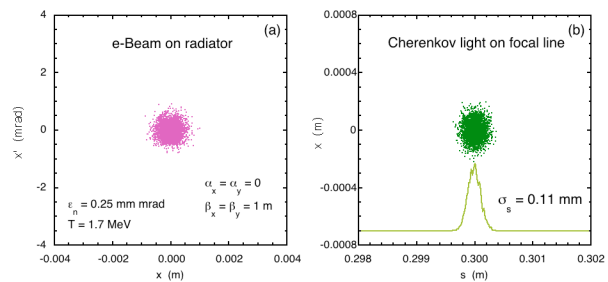 (a)
e-Beam on radiator
4
2
0
-2
-4
x' (mrad)
ε_n = 0.25 mm mrad
T = 1.7 MeV
α_x = α_y = 0
β_x = β_y = 1 m
-0.004
-0.002
0.000
0.002
0.004
x (m)
(b)
Cherenkov light on focal line
0.0008
0.0004
0
-0.0004
-0.0008
x (m)
σ_s = 0.11 mm
0.298
0.299
0.300
0.301
0.302
s (m)